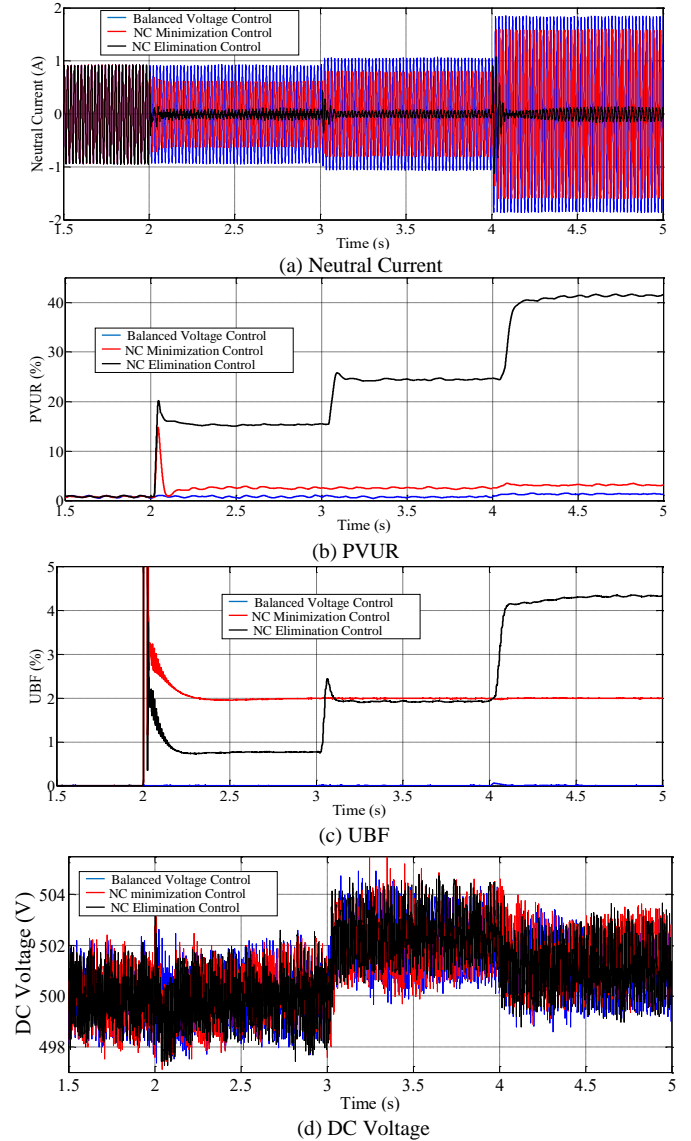 2
Balanced Voltage Control
NC Minimization Control
NC Elimination Control
1
0
-1
-2
Neutral Current (A)
1.5 2 2.5 3 3.5 4 4.5 5
Time (s)
(a) Neutral Current
40
30
20
10
0
PVUR (%)
Balanced Voltage Control
NC Minimization Control
NC Elimination Control
1.5 2 2.5 3 3.5 4 4.5 5
Time (s)
(b) PVUR
5
4
3
2
1
0
UBF (%)
Balanced Voltage Control
NC Minimization Control
NC Elimination Control
1.5 2 2.5 3 3.5 4 4.5 5
Time (s)
(c) UBF
504
502
500
498
DC Voltage (V)
Balanced Voltage Control
NC minimization Control
NC Elimination Control
1.5 2 2.5 3 3.5 4 4.5 5
Time (s)
(d) DC Voltage